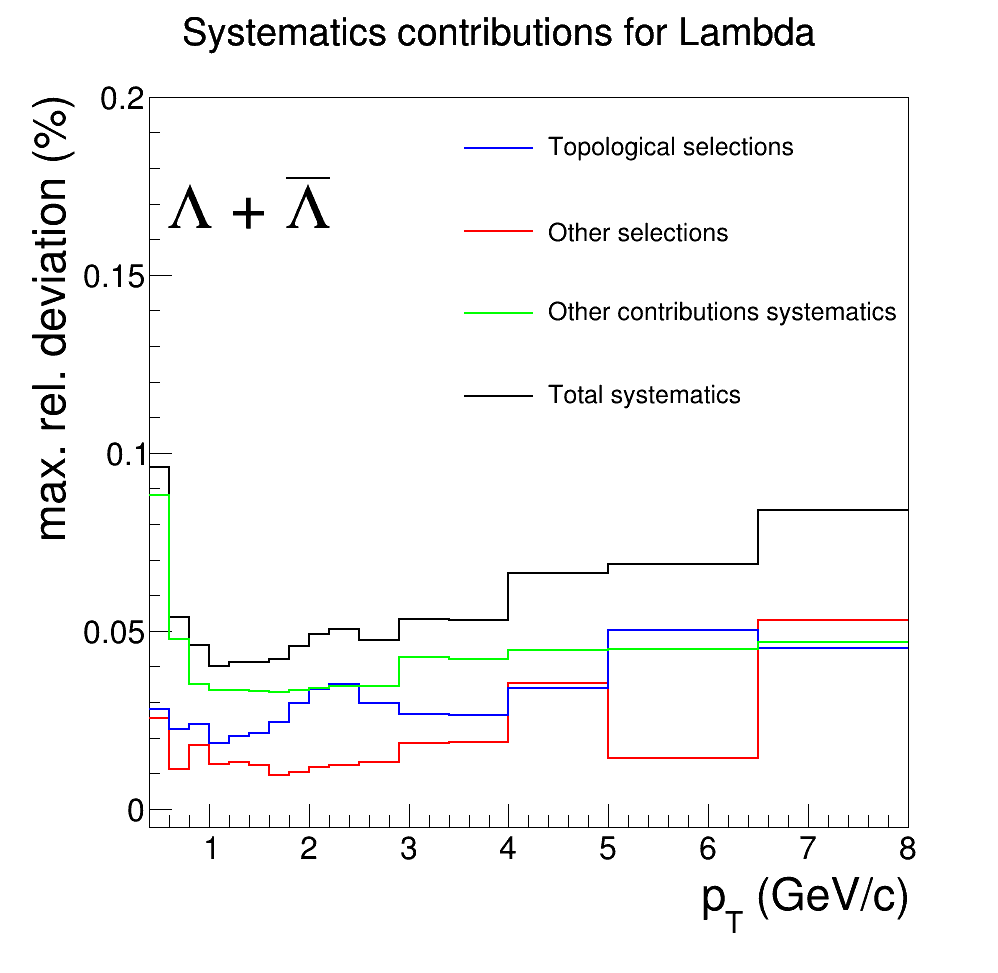 Systematics contributions for Lambda
max. rel. deviation (%)
0.2
0.15
0.1
0.05
0
Λ + Λ̅
Topological selections
Other selections
Other contributions systematics
Total systematics
1 2 3 4 5 6 7 8
p_T (GeV/c)